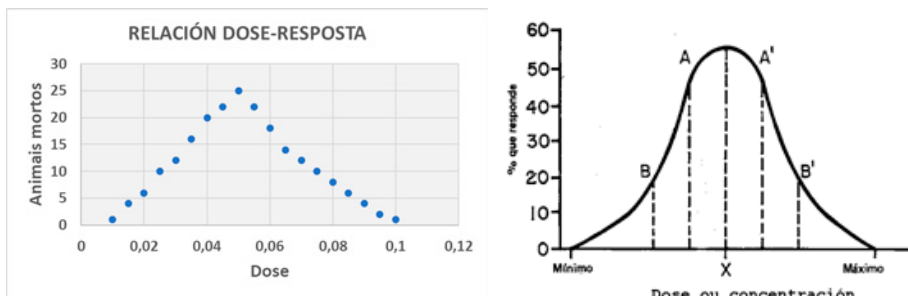 RELACIÓN DOSE-RESPOSTA
Animais mortos
30
25
20
15
10
5
0
0 0,02 0,04 0,06 0,08 0,1 0,12
Dose
% que responde
60
50
40
30
20
10
0
A A'
B B'
Mínimo X Máximo
Dose ou concentración